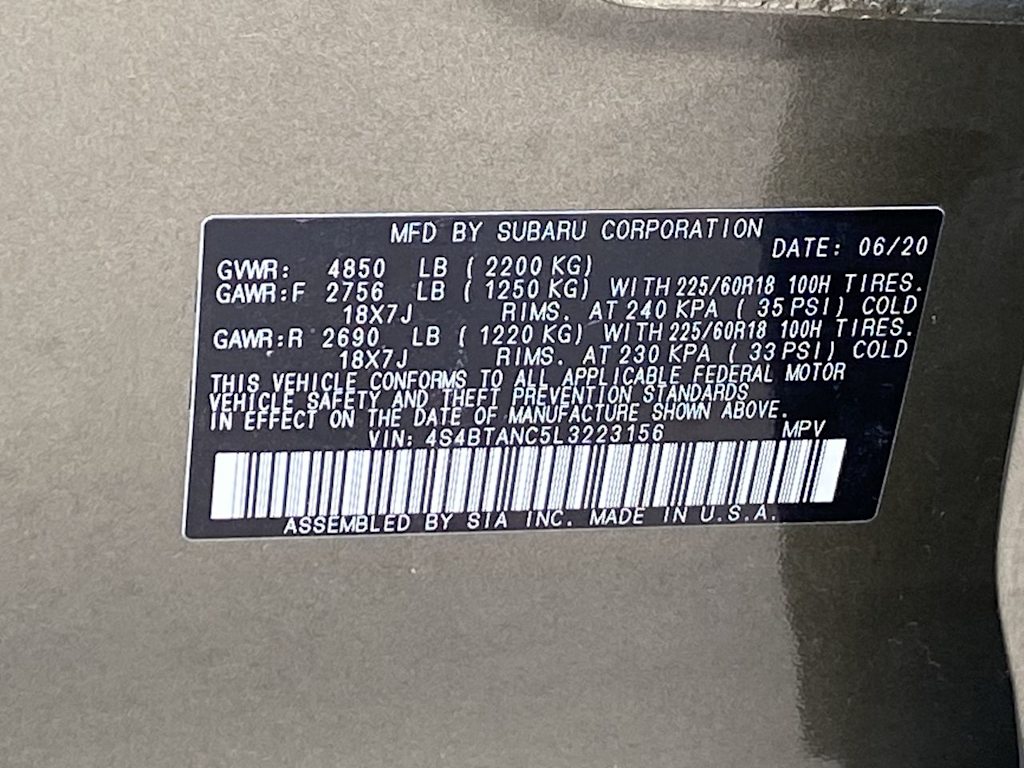 MFD BY SUBARU CORPORATION
DATE: 06/20
GVWR: 4850 LB ( 2200 KG)
GAWR:F 2756 LB ( 1250 KG) WITH 225/60R18 100H TIRES.
18X7J RIMS. AT 240 KPA ( 35 PSI) COLD
GAWR:R 2690 LB ( 1220 KG) WITH 225/60R18 100H TIRES.
18X7J RIMS. AT 230 KPA ( 33 PSI) COLD
THIS VEHICLE CONFORMS TO ALL APPLICABLE FEDERAL MOTOR
VEHICLE SAFETY AND THEFT PREVENTION STANDARDS
IN EFFECT ON THE DATE OF MANUFACTURE SHOWN ABOVE.
VIN: 4S4BTANC5L3223156 MPV
ASSEMBLED BY SIA INC. MADE IN U.S.A.